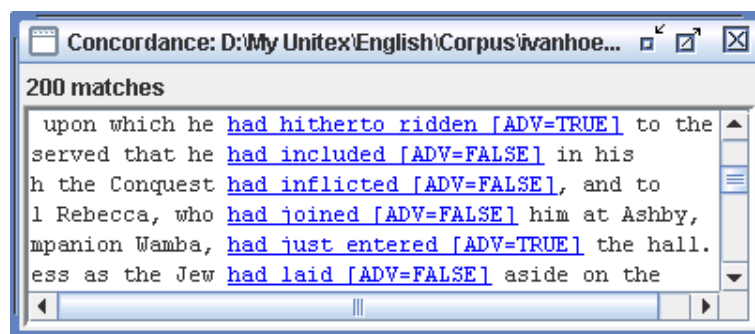 Concordance: D:\My Unitex\English\Corpus\ivanhoe...
200 matches
upon which he had hitherto ridden [ADV=TRUE] to the
served that he had included [ADV=FALSE] in his
h the Conquest had inflicted [ADV=FALSE], and to
l Rebecca, who had joined [ADV=FALSE] him at Ashby,
mpanion Wamba, had just entered [ADV=TRUE] the hall.
ess as the Jew had laid [ADV=FALSE] aside on the